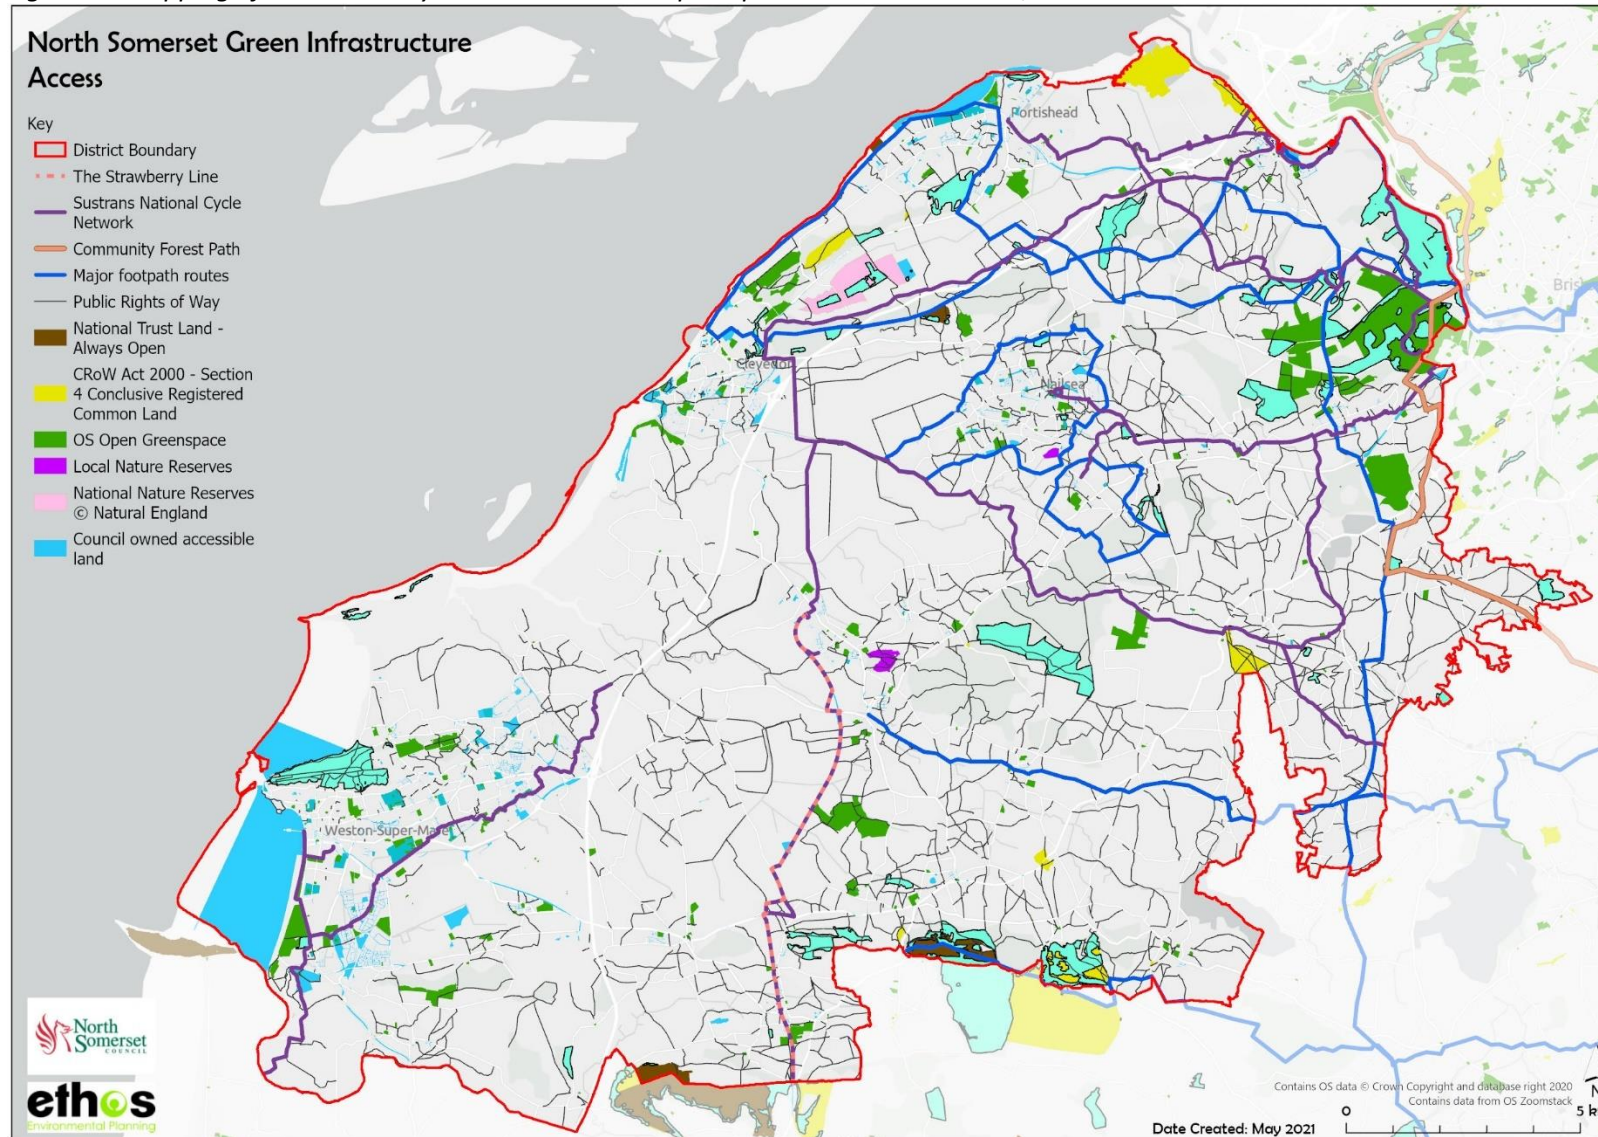 North Somerset Green Infrastructure
Access
Key
District Boundary
The Strawberry Line
Sustrans National Cycle
Network
Community Forest Path
Major footpath routes
Public Rights of Way
National Trust Land -
Always Open
CRoW Act 2000 - Section
4 Conclusive Registered
Common Land
OS Open Greenspace
Local Nature Reserves
National Nature Reserves
© Natural England
Council owned accessible
land
Portishead
Clevedon
Nailsea
Weston-Super-Mare
North
Somerset
COUNCIL
ethos
Environmental Planning
Contains OS data © Crown Copyright and database right 2020
Contains data from OS Zoomstack
N
0 5 k
Date Created: May 2021